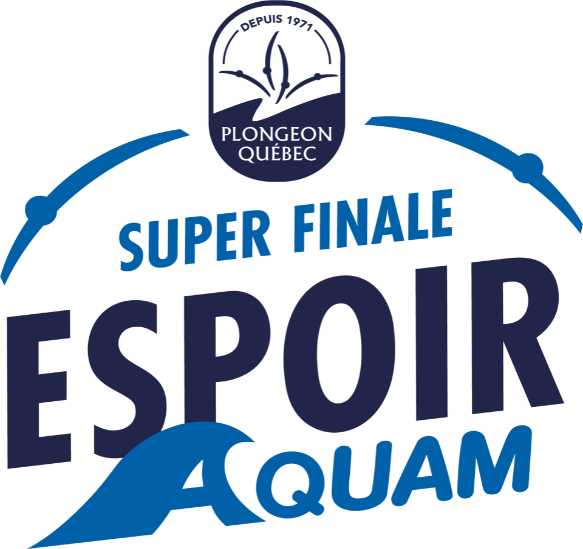 DEPUIS 1971
PLONGEON
QUÉBEC
SUPER FINALE
ESPOIR
AQUAM